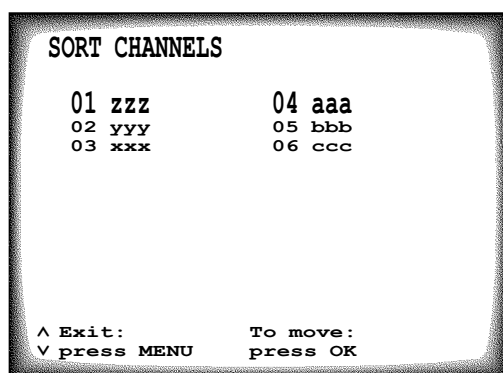 SORT CHANNELS
01 zzz 04 aaa
02 yyy 05 bbb
03 xxx 06 ccc
^ Exit: To move:
v press MENU press OK